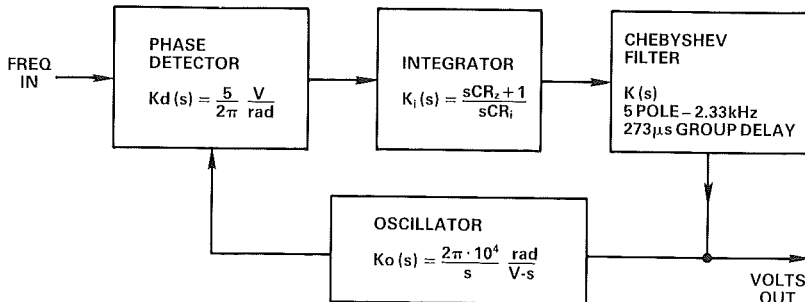 FREQ
IN
PHASE
DETECTOR
Kd (s) = 5/2π V/rad
INTEGRATOR
Ki (s) = sCRz + 1/sCRi
CHEBYSHEV
FILTER
K (s)
5 POLE – 2.33kHz
273μs GROUP DELAY
OSCILLATOR
Ko (s) = 2π · 10⁴/s rad/V-s
VOLTS
OUT